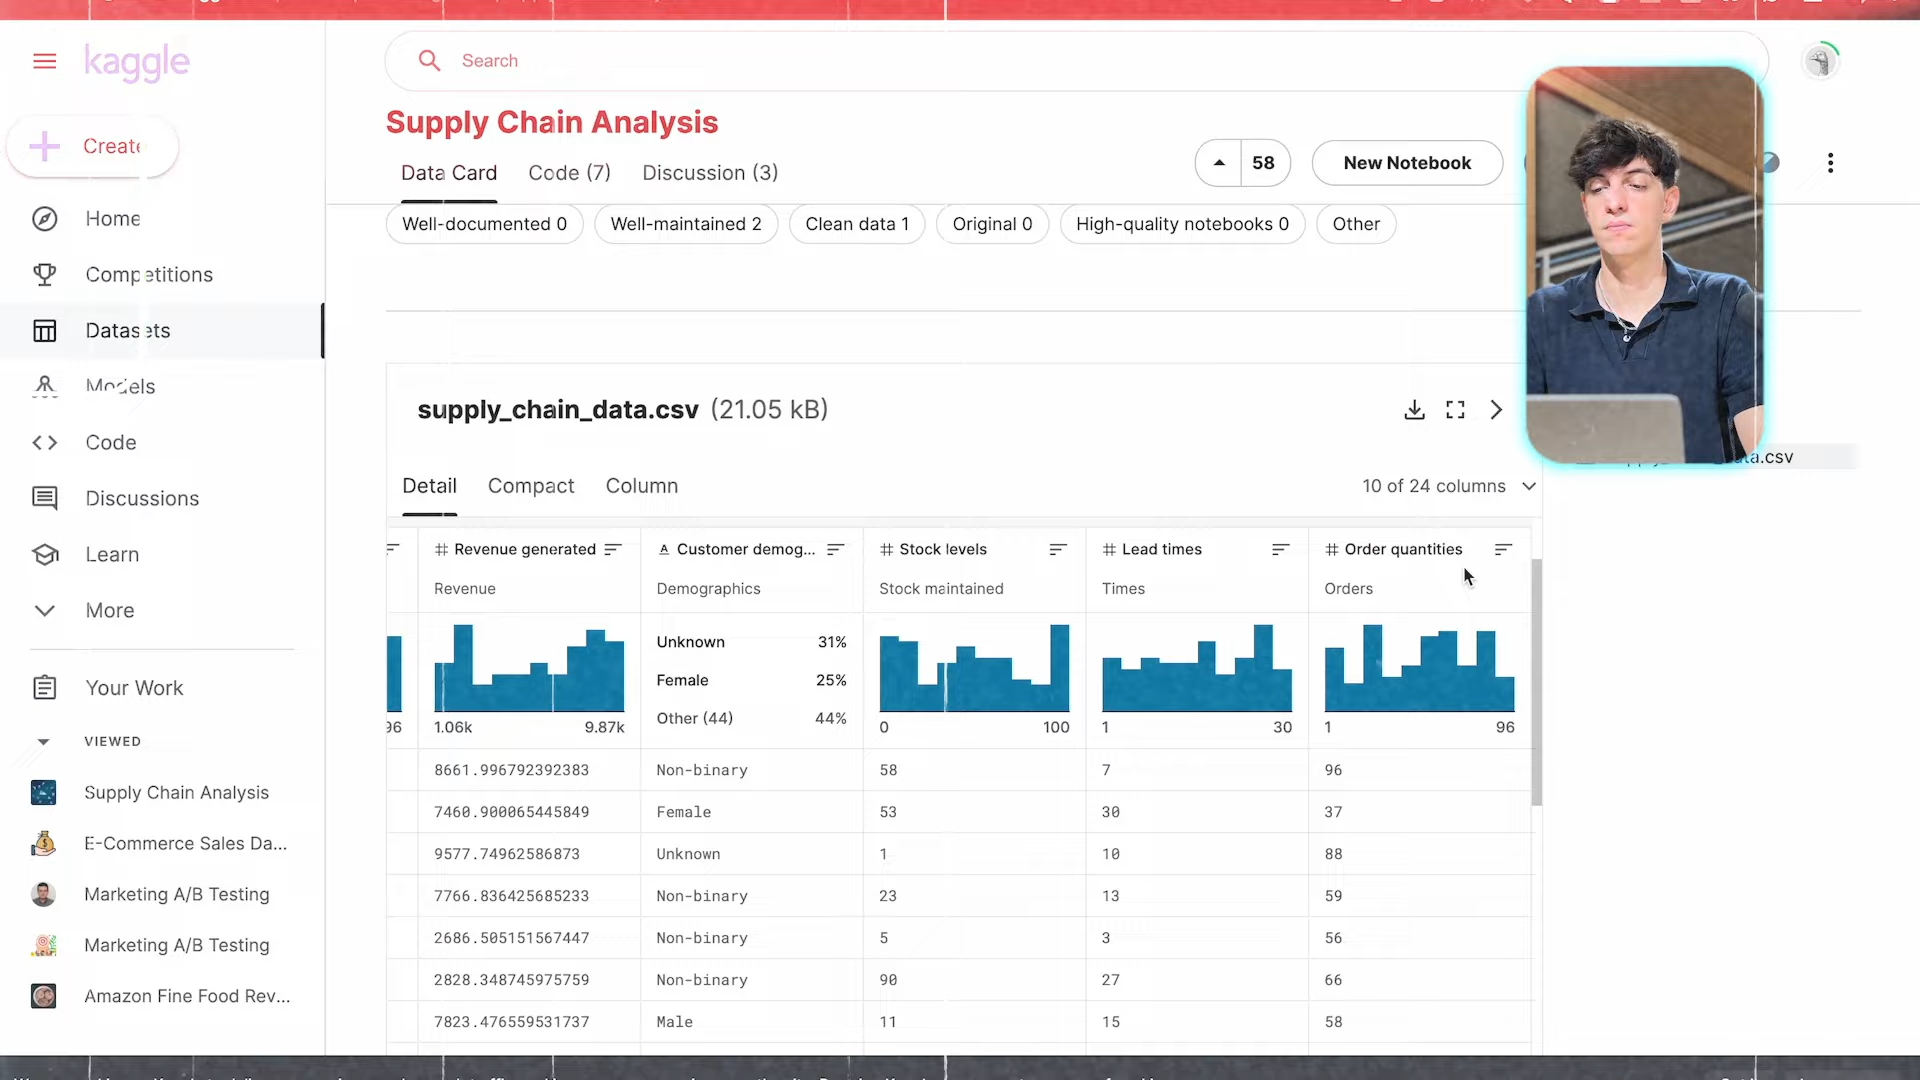 kaggle
Search
Create
Home
Competitions
Datasets
Models
Code
Discussions
Learn
More
Your Work
VIEWED
Supply Chain Analysis
E-Commerce Sales Da...
Marketing A/B Testing
Marketing A/B Testing
Amazon Fine Food Rev...
Supply Chain Analysis
Data Card Code (7) Discussion (3)
58 New Notebook
Well-documented 0 Well-maintained 2 Clean data 1 Original 0 High-quality notebooks 0 Other
supply_chain_data.csv (21.05 kB)
Detail Compact Column 10 of 24 columns
# Revenue generated A Customer demog... # Stock levels # Lead times # Order quantities
Revenue Demographics Stock maintained Times Orders
Unknown 31%
Female 25%
Other (44) 44%
96 1.06k 9.87k 0 100 1 30 1 96
8661.996792392383 Non-binary 58 7 96
7460.900065445849 Female 53 30 37
9577.74962586873 Unknown 1 10 88
7766.836425685233 Non-binary 23 13 59
2686.505151567447 Non-binary 5 3 56
2828.348745975759 Non-binary 90 27 66
7823.476559531737 Male 11 15 58